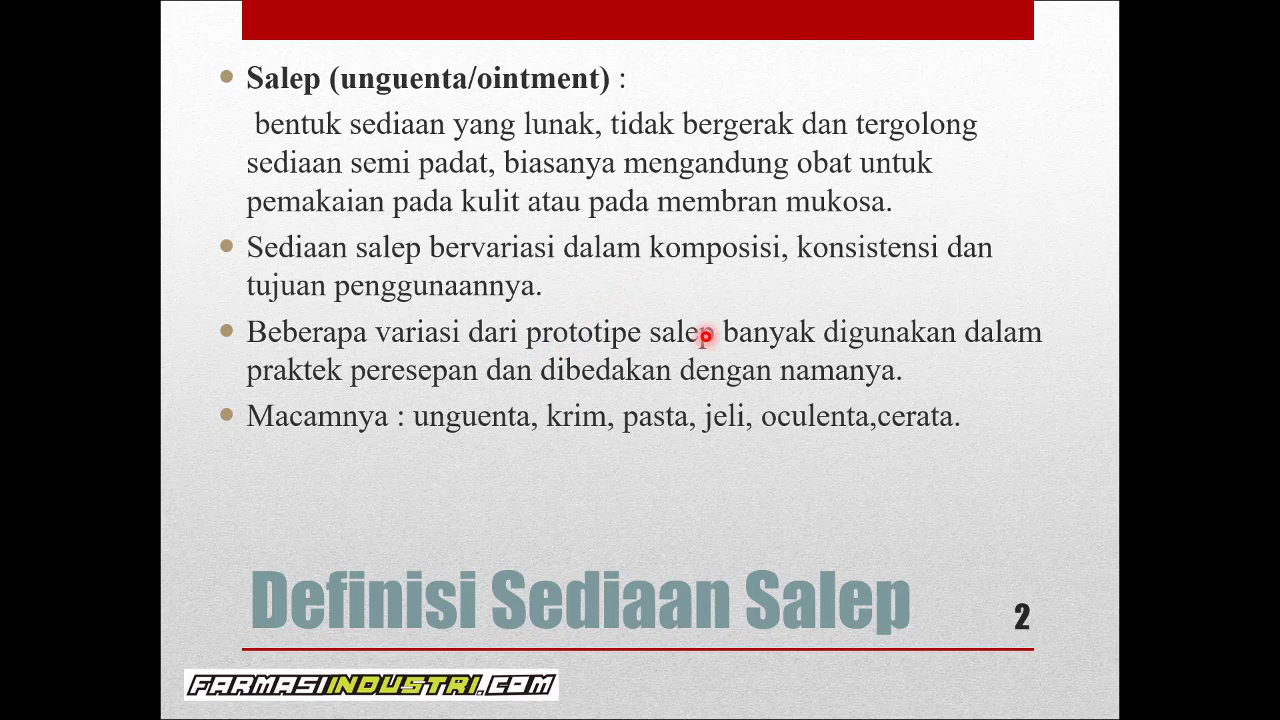 Salep (unguenta/ointment) :
bentuk sediaan yang lunak, tidak bergerak dan tergolong
sediaan semi padat, biasanya mengandung obat untuk
pemakaian pada kulit atau pada membran mukosa.
Sediaan salep bervariasi dalam komposisi, konsistensi dan
tujuan penggunaannya.
Beberapa variasi dari prototipe salep banyak digunakan dalam
praktek peresepan dan dibedakan dengan namanya.
Macamnya : unguenta, krim, pasta, jeli, oculenta,cerata.
Definisi Sediaan Salep
2
FARMASIINDUSTRI.COM